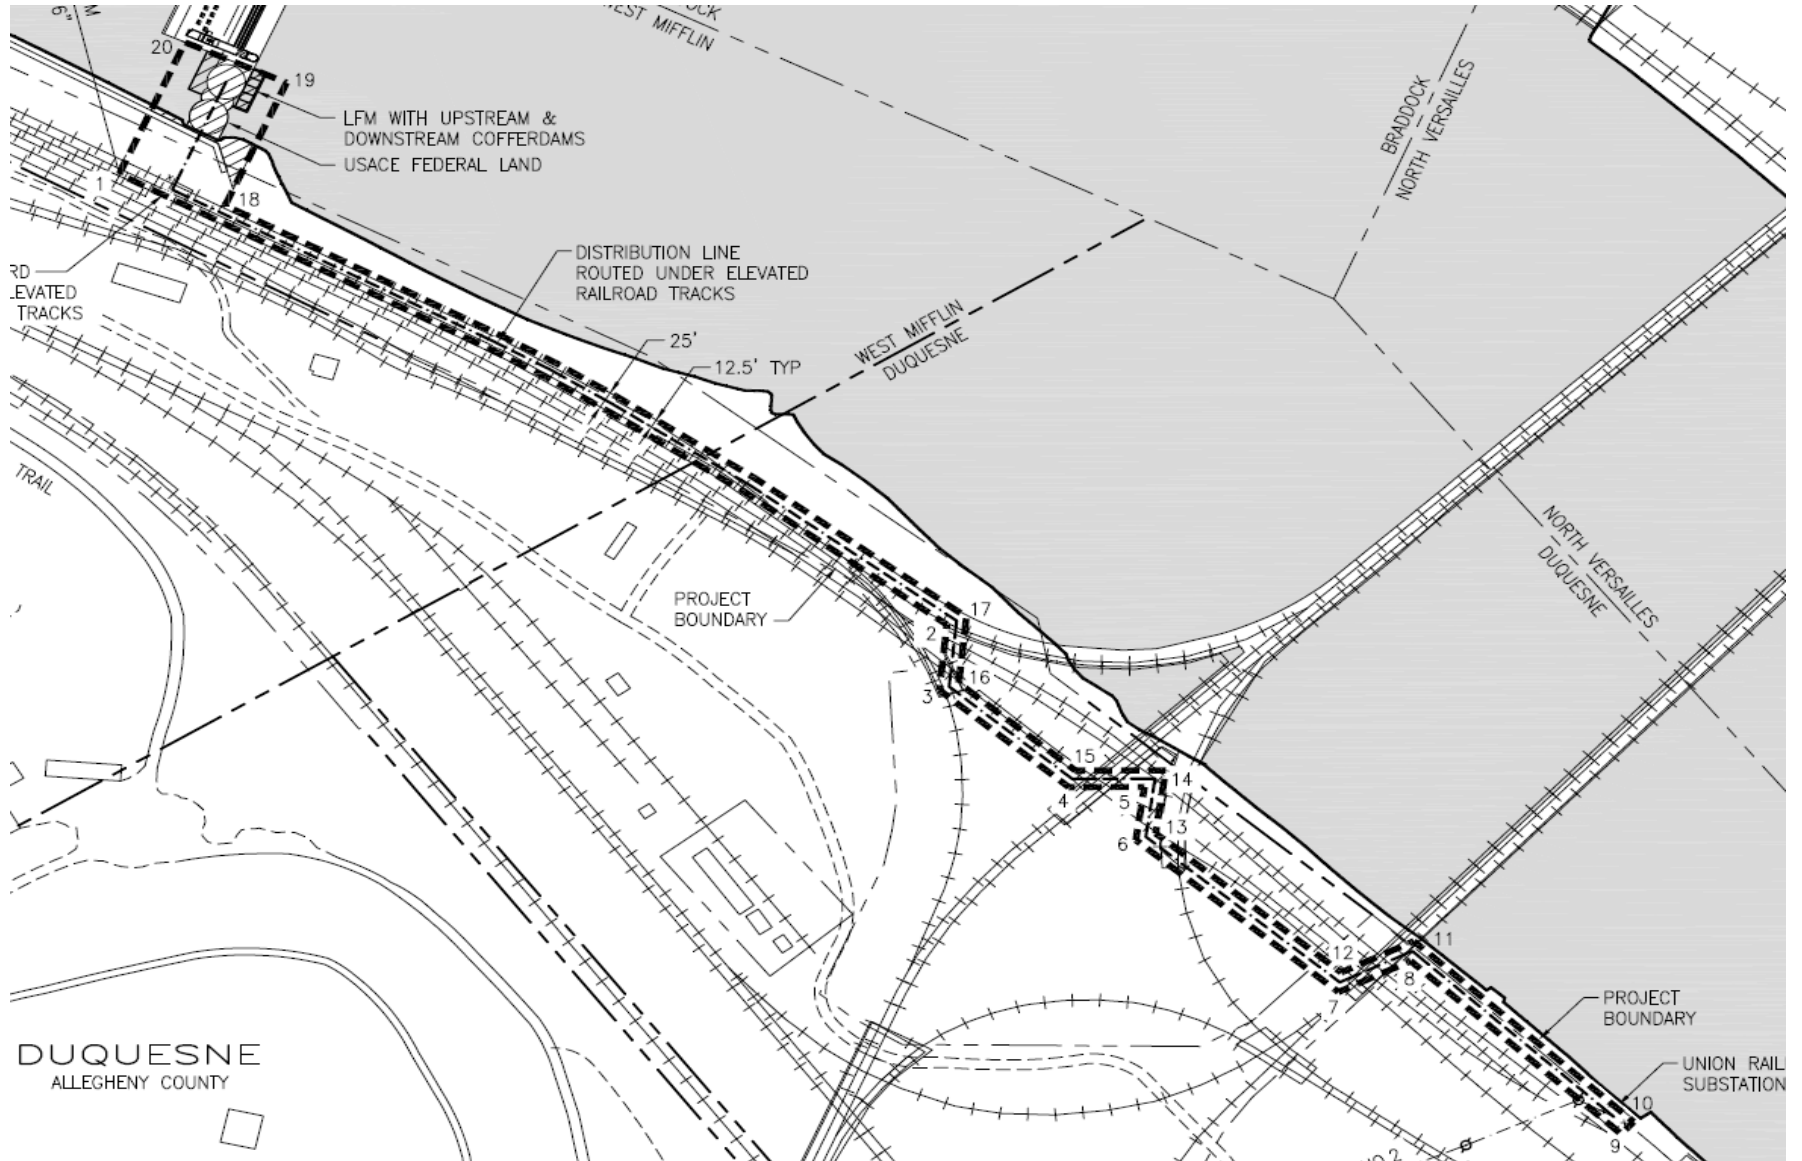 M
6"
20
19
LFM WITH UPSTREAM &
DOWNSTREAM COFFERDAMS
USACE FEDERAL LAND
1
18
OCK
WEST MIFFLIN
BRADDOCK
NORTH VERSAILLES
DISTRIBUTION LINE
ROUTED UNDER ELEVATED
RAILROAD TRACKS
RD
LEVATED
TRACKS
25'
12.5' TYP
WEST MIFFLIN
DUQUESNE
TRAIL
NORTH VERSAILLES
DUQUESNE
PROJECT
BOUNDARY
17
2
16
3
15
14
4
5
13
6
12
11
7
8
PROJECT
BOUNDARY
UNION RAIL
SUBSTATION
10
9
DUQUESNE
ALLEGHENY COUNTY